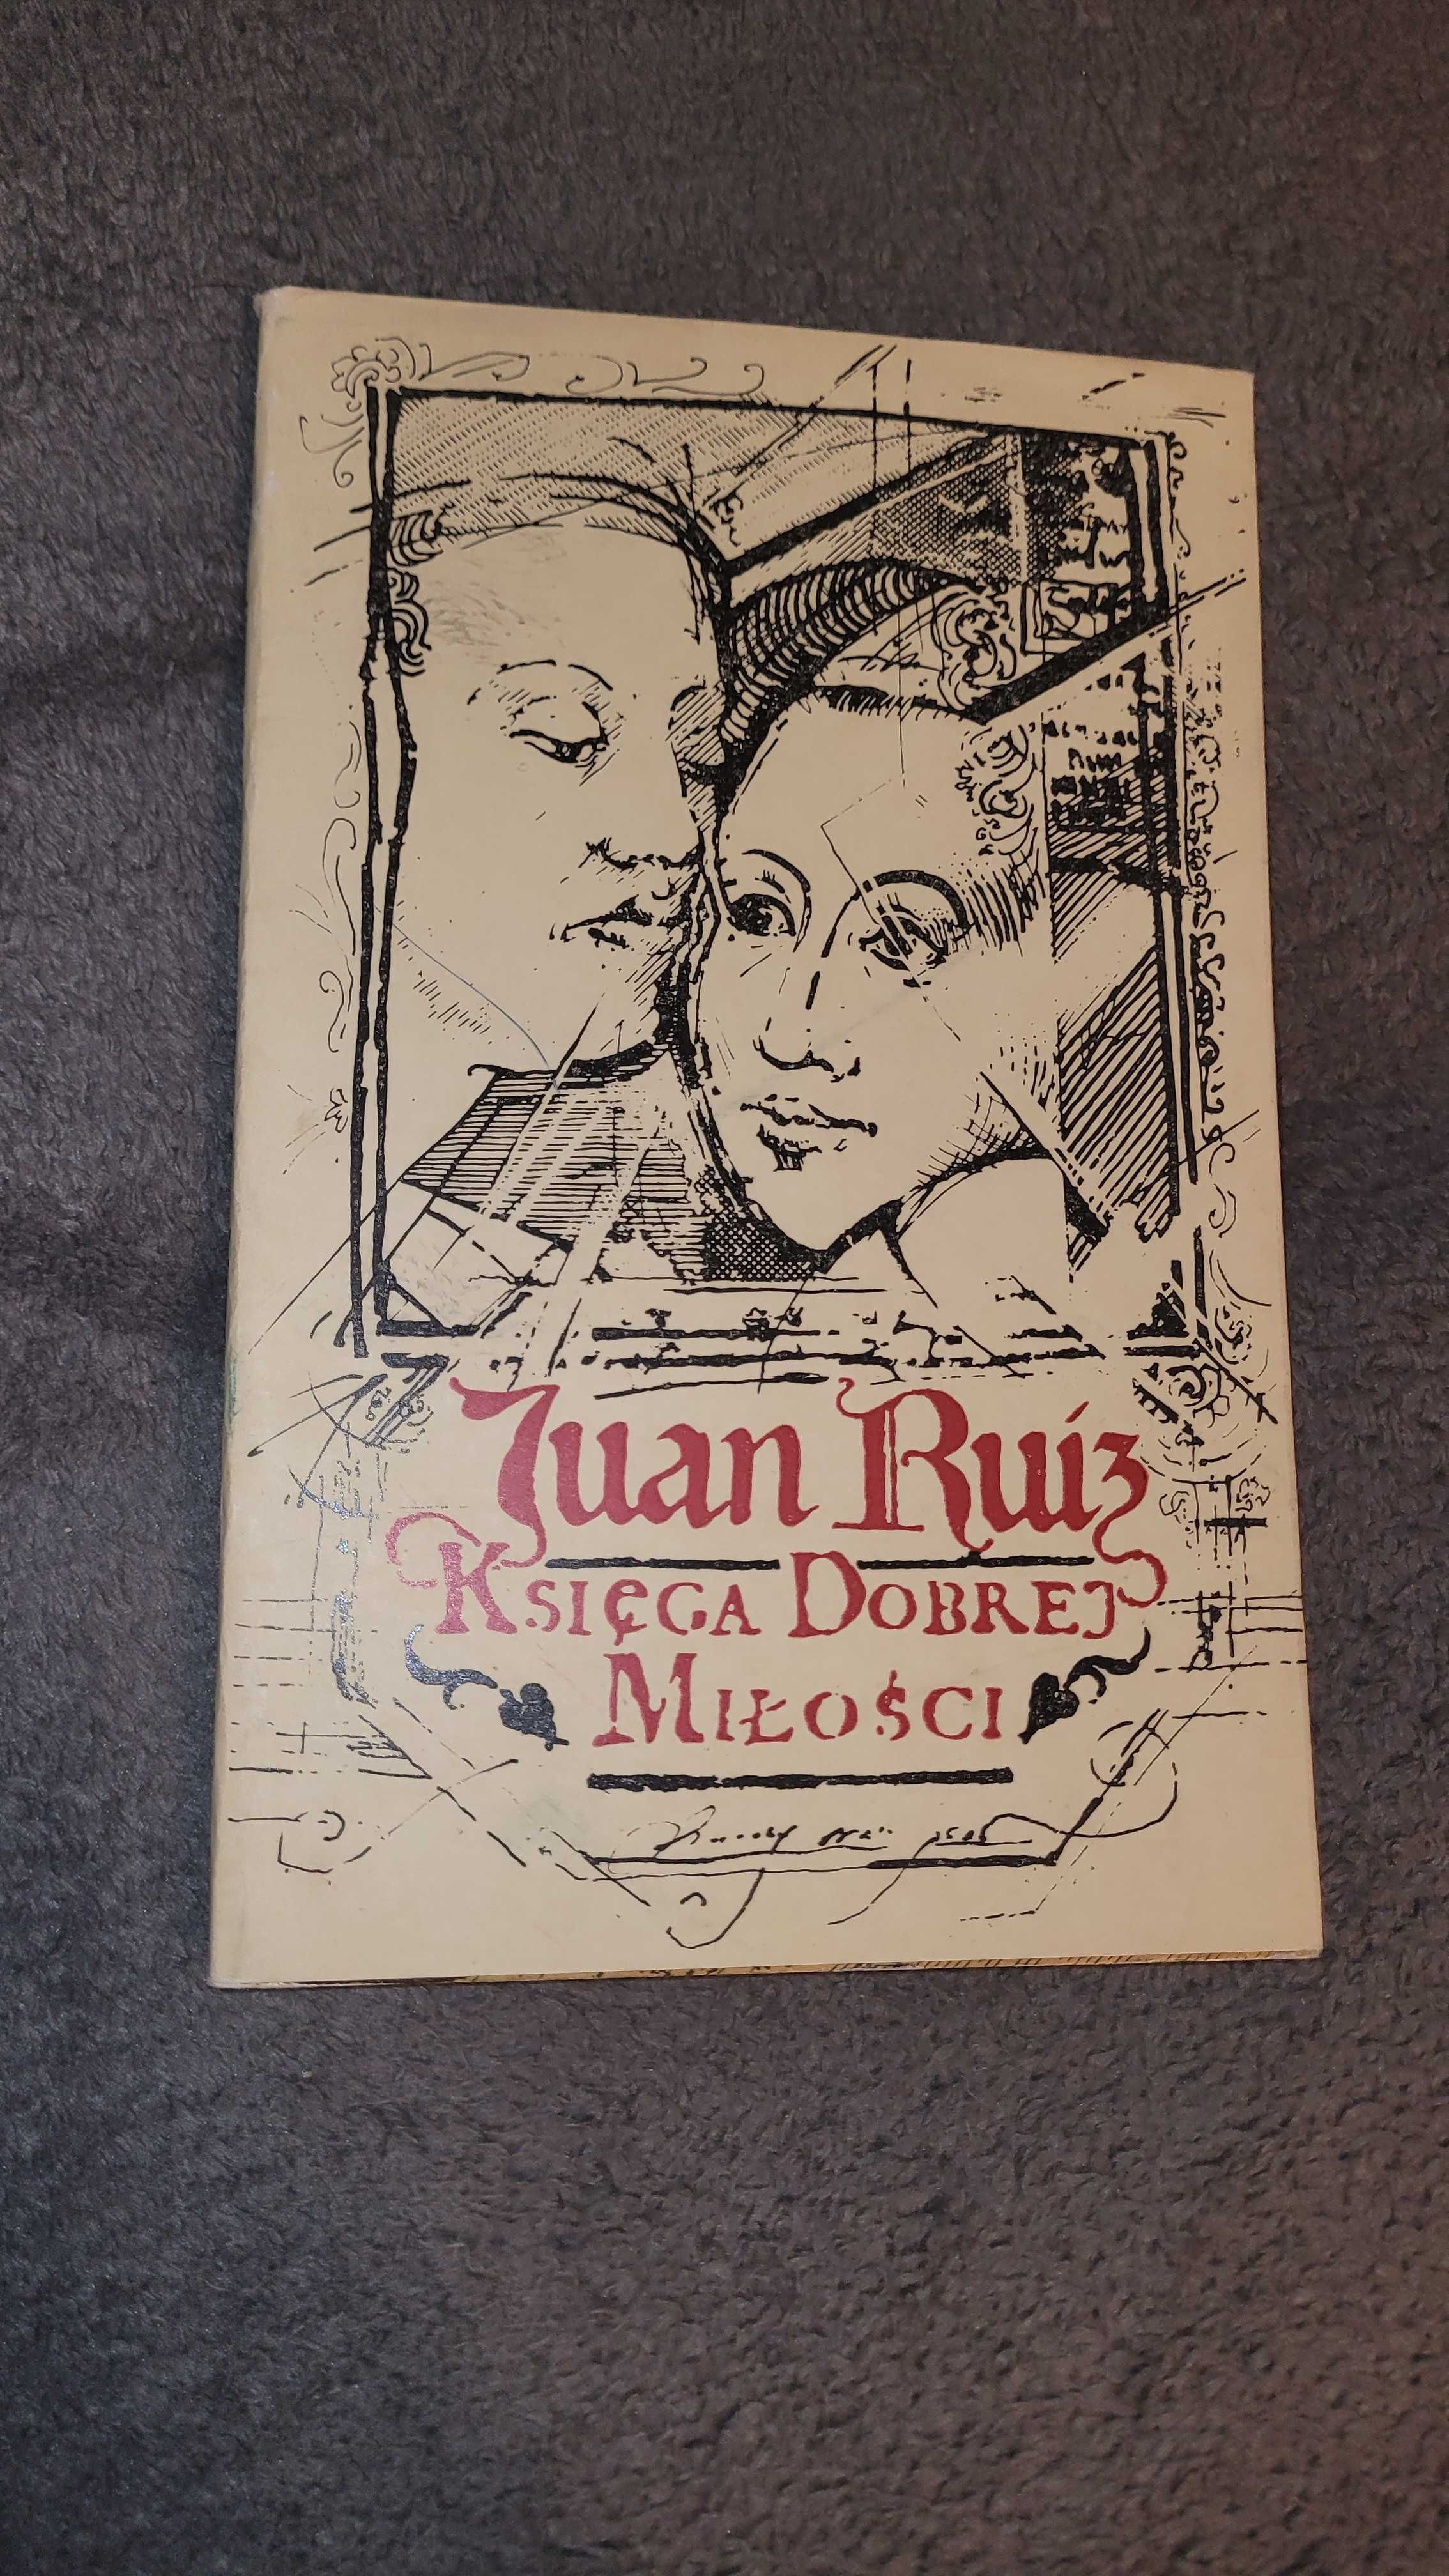 Juan Ruiz
Księga Dobrej
Miłości